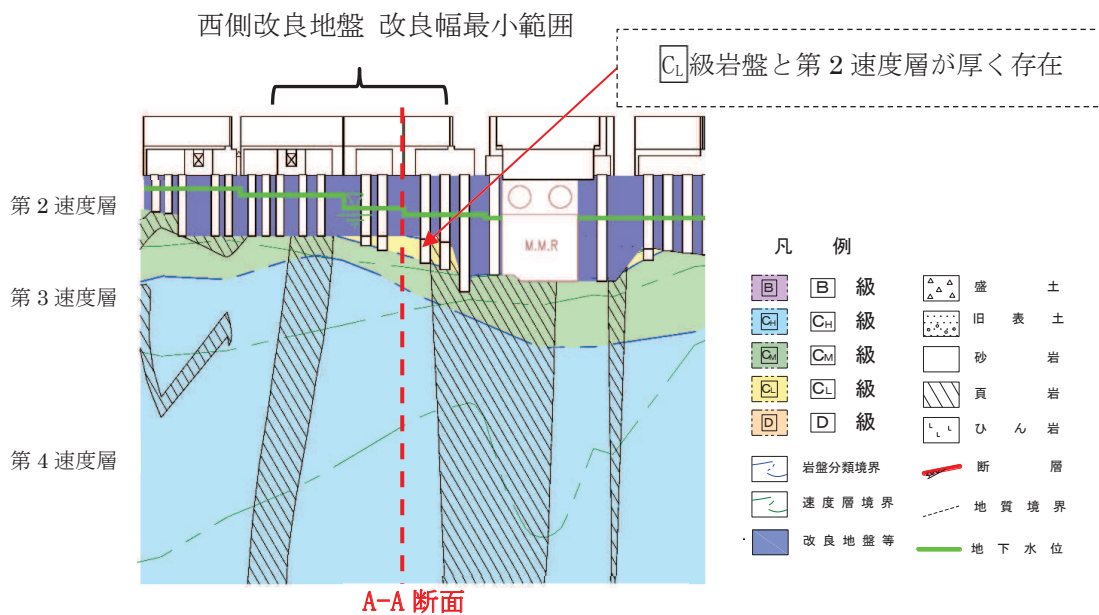 西側改良地盤 改良幅最小範囲
CL級岩盤と第2速度層が厚く存在
第2速度層
第3速度層
第4速度層
M.M.R
A-A 断面
凡 例
B B 級
CH CH 級
CM CM 級
CL CL 級
D D 級
岩盤分類境界
速度層境界
改良地盤等
盛 土
旧 表 土
砂 岩
頁 岩
ひ ん 岩
断 層
地 質 境 界
地 下 水 位